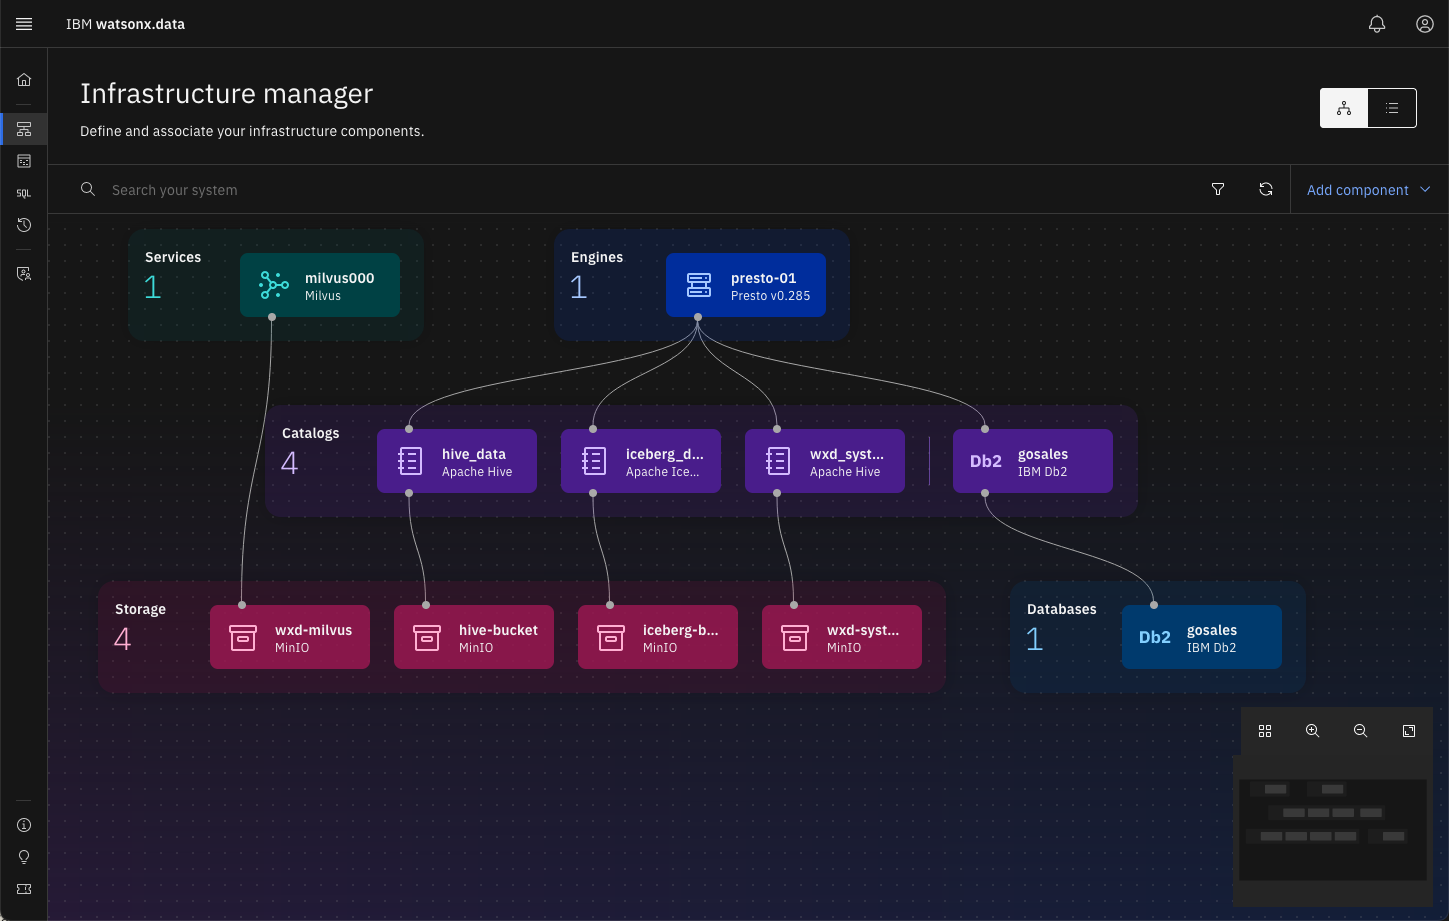 IBM watsonx.data
Infrastructure manager
Define and associate your infrastructure components.
SQL
Search your system
Add component
Services
1
milvus000
Milvus
Engines
1
presto-01
Presto v0.285
Catalogs
4
hive_data
Apache Hive
iceberg_d...
Apache Ice...
wxd_syst...
Apache Hive
Db2
gosales
IBM Db2
Storage
4
wxd-milvus
MinIO
hive-bucket
MinIO
iceberg-b...
MinIO
wxd-syst...
MinIO
Databases
1
Db2
gosales
IBM Db2